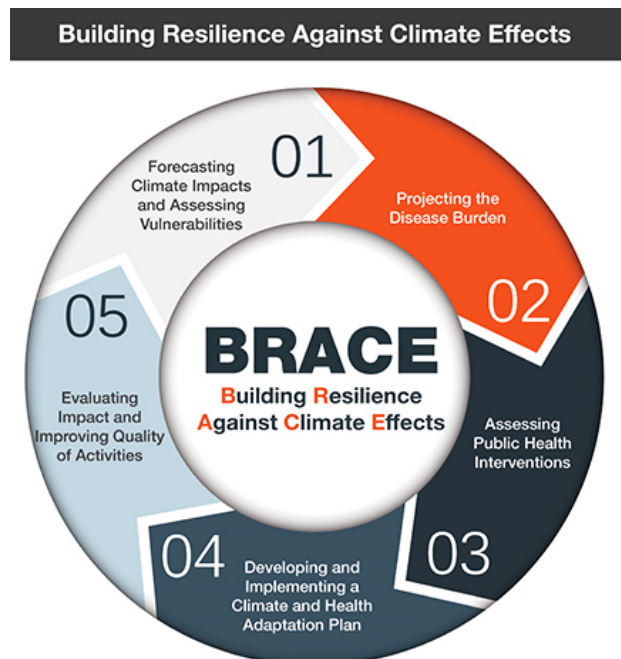 Building Resilience Against Climate Effects
01
Forecasting
Climate Impacts
and Assessing
Vulnerabilities
Projecting the
Disease Burden
02
Assessing
Public Health
Interventions
03
04
Developing and
Implementing a
Climate and Health
Adaptation Plan
05
Evaluating
Impact and
Improving Quality
of Activities
BRACE
Building Resilience
Against Climate Effects